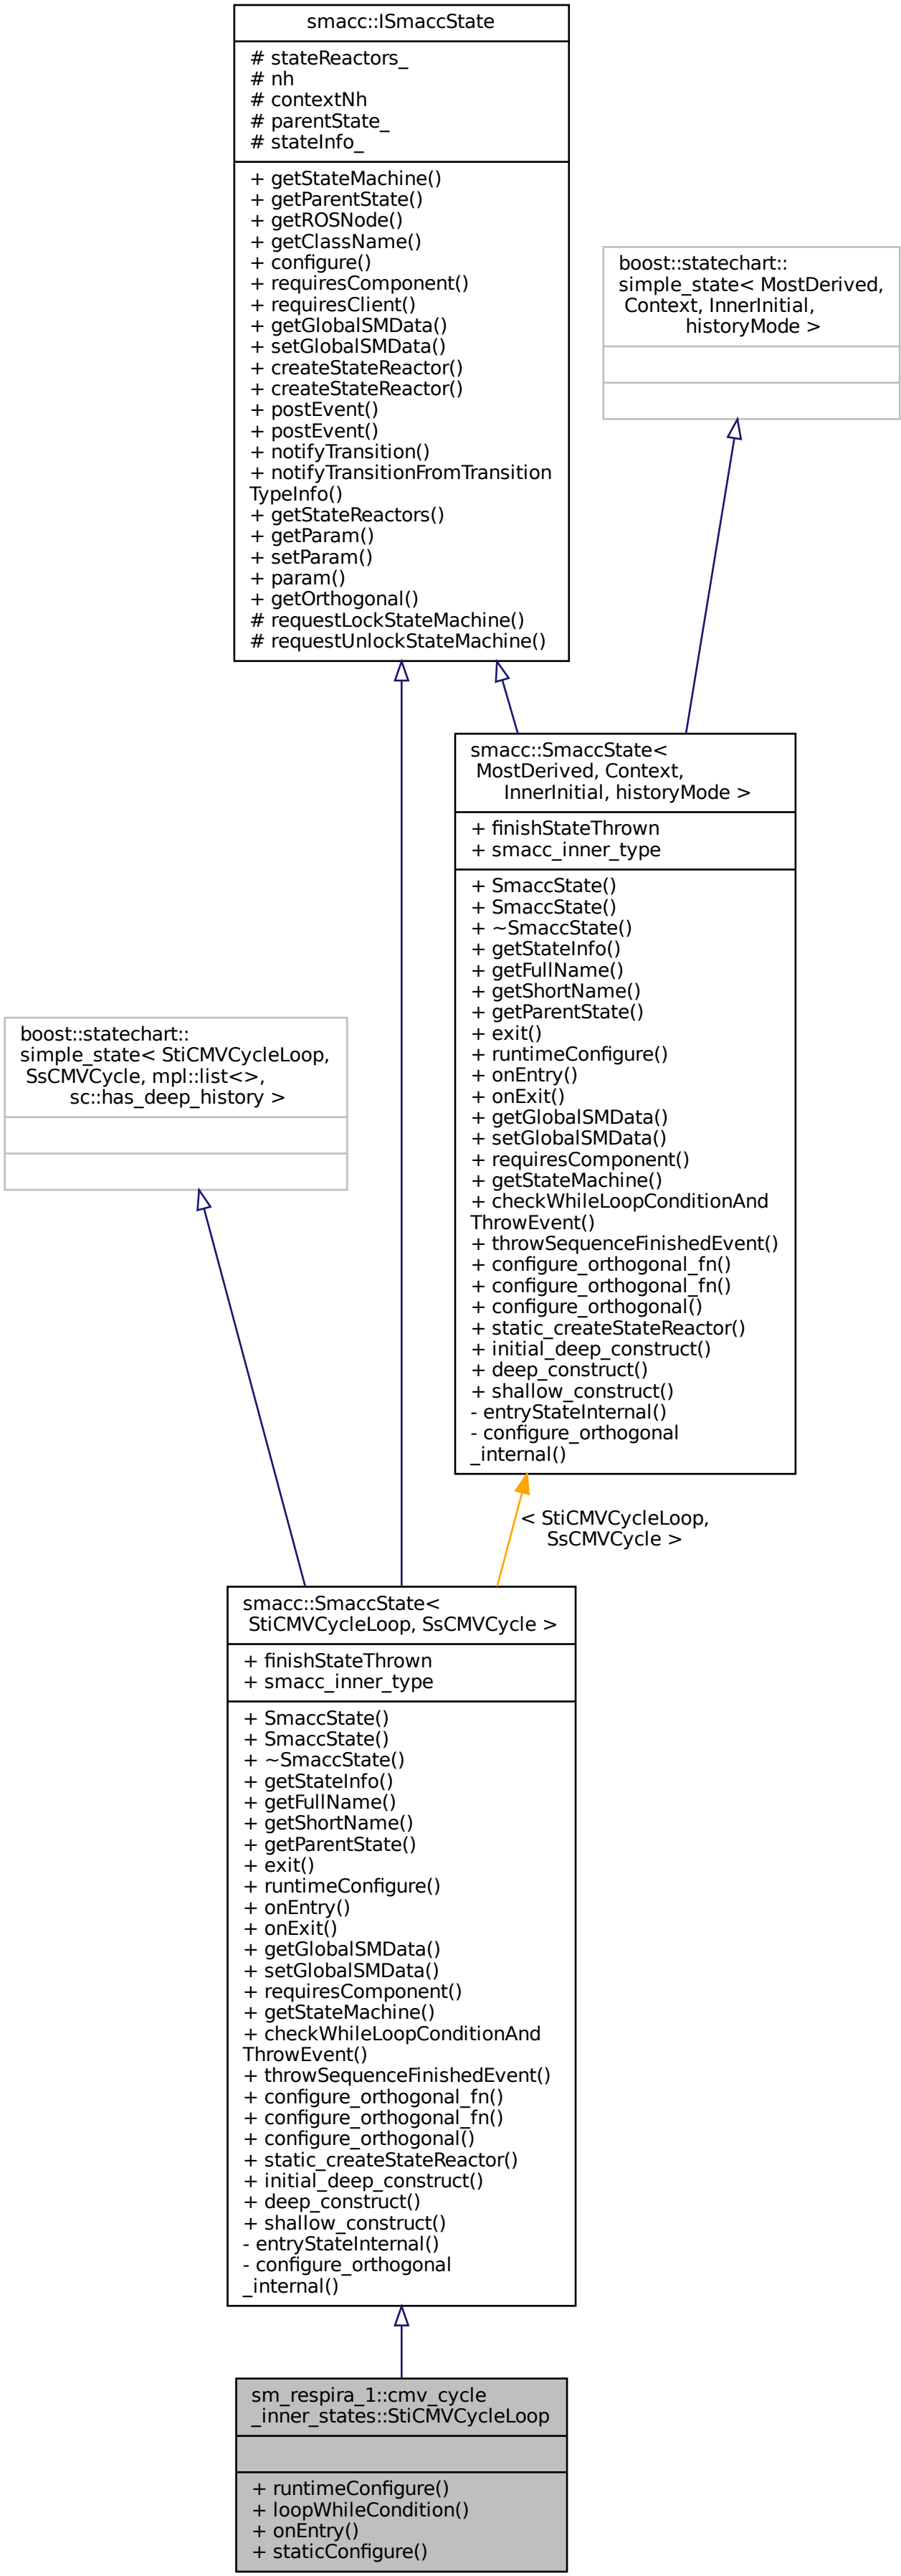 smacc::ISmaccState
# stateReactors_
# nh
# contextNh
# parentState_
# stateInfo_
+ getStateMachine()
+ getParentState()
+ getROSNode()
+ getClassName()
+ configure()
+ requiresComponent()
+ requiresClient()
+ getGlobalSMData()
+ setGlobalSMData()
+ createStateReactor()
+ createStateReactor()
+ postEvent()
+ postEvent()
+ notifyTransition()
+ notifyTransitionFromTransition
TypeInfo()
+ getStateReactors()
+ getParam()
+ setParam()
+ param()
+ getOrthogonal()
# requestLockStateMachine()
# requestUnlockStateMachine()
boost::statechart::
simple_state< MostDerived,
Context, InnerInitial,
historyMode >
smacc::SmaccState<
MostDerived, Context,
InnerInitial, historyMode >
+ finishStateThrown
+ smacc_inner_type
+ SmaccState()
+ SmaccState()
+ ~SmaccState()
+ getStateInfo()
+ getFullName()
+ getShortName()
+ getParentState()
+ exit()
+ runtimeConfigure()
+ onEntry()
+ onExit()
+ getGlobalSMData()
+ setGlobalSMData()
+ requiresComponent()
+ getStateMachine()
+ checkWhileLoopConditionAnd
ThrowEvent()
+ throwSequenceFinishedEvent()
+ configure_orthogonal_fn()
+ configure_orthogonal_fn()
+ configure_orthogonal()
+ static_createStateReactor()
+ initial_deep_construct()
+ deep_construct()
+ shallow_construct()
- entryStateInternal()
- configure_orthogonal
_internal()
boost::statechart::
simple_state< StiCMVCycleLoop,
SsCMVCycle, mpl::list<>,
sc::has_deep_history >
< StiCMVCycleLoop,
SsCMVCycle >
smacc::SmaccState<
StiCMVCycleLoop, SsCMVCycle >
+ finishStateThrown
+ smacc_inner_type
+ SmaccState()
+ SmaccState()
+ ~SmaccState()
+ getStateInfo()
+ getFullName()
+ getShortName()
+ getParentState()
+ exit()
+ runtimeConfigure()
+ onEntry()
+ onExit()
+ getGlobalSMData()
+ setGlobalSMData()
+ requiresComponent()
+ getStateMachine()
+ checkWhileLoopConditionAnd
ThrowEvent()
+ throwSequenceFinishedEvent()
+ configure_orthogonal_fn()
+ configure_orthogonal_fn()
+ configure_orthogonal()
+ static_createStateReactor()
+ initial_deep_construct()
+ deep_construct()
+ shallow_construct()
- entryStateInternal()
- configure_orthogonal
_internal()
sm_respira_1::cmv_cycle
_inner_states::StiCMVCycleLoop
+ runtimeConfigure()
+ loopWhileCondition()
+ onEntry()
+ staticConfigure()